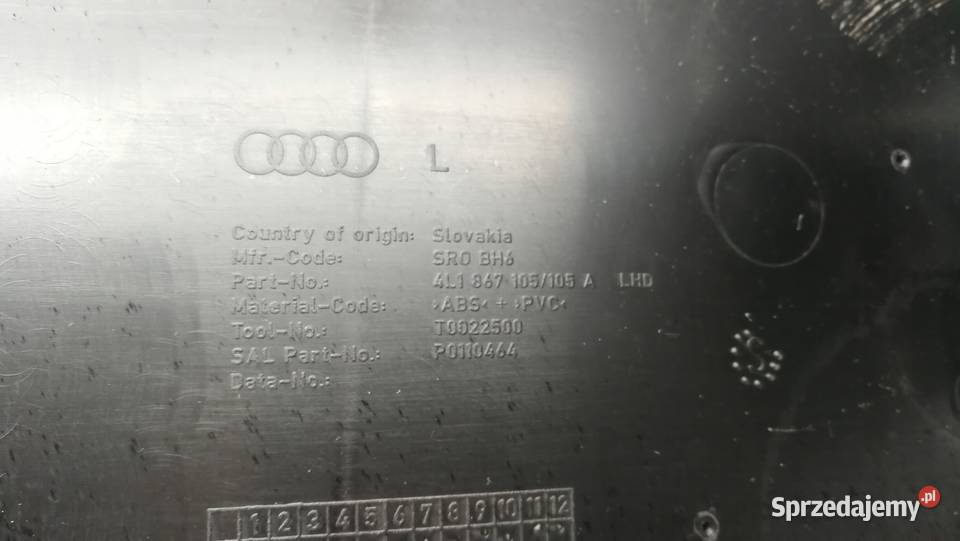 L
Country of origin: Slovakia
Mfr.-Code: SRO BH6
Part-No.: 4L1 867 105/105 A LHD
Material-Code: >ABS< + >PVC<
Tool-No.: T0022500
SAL Part-No.: P0110464
Data-No.:
S
1 2 3 4 5 6 7 8 9 10 11 12
Sprzedajemy.pl